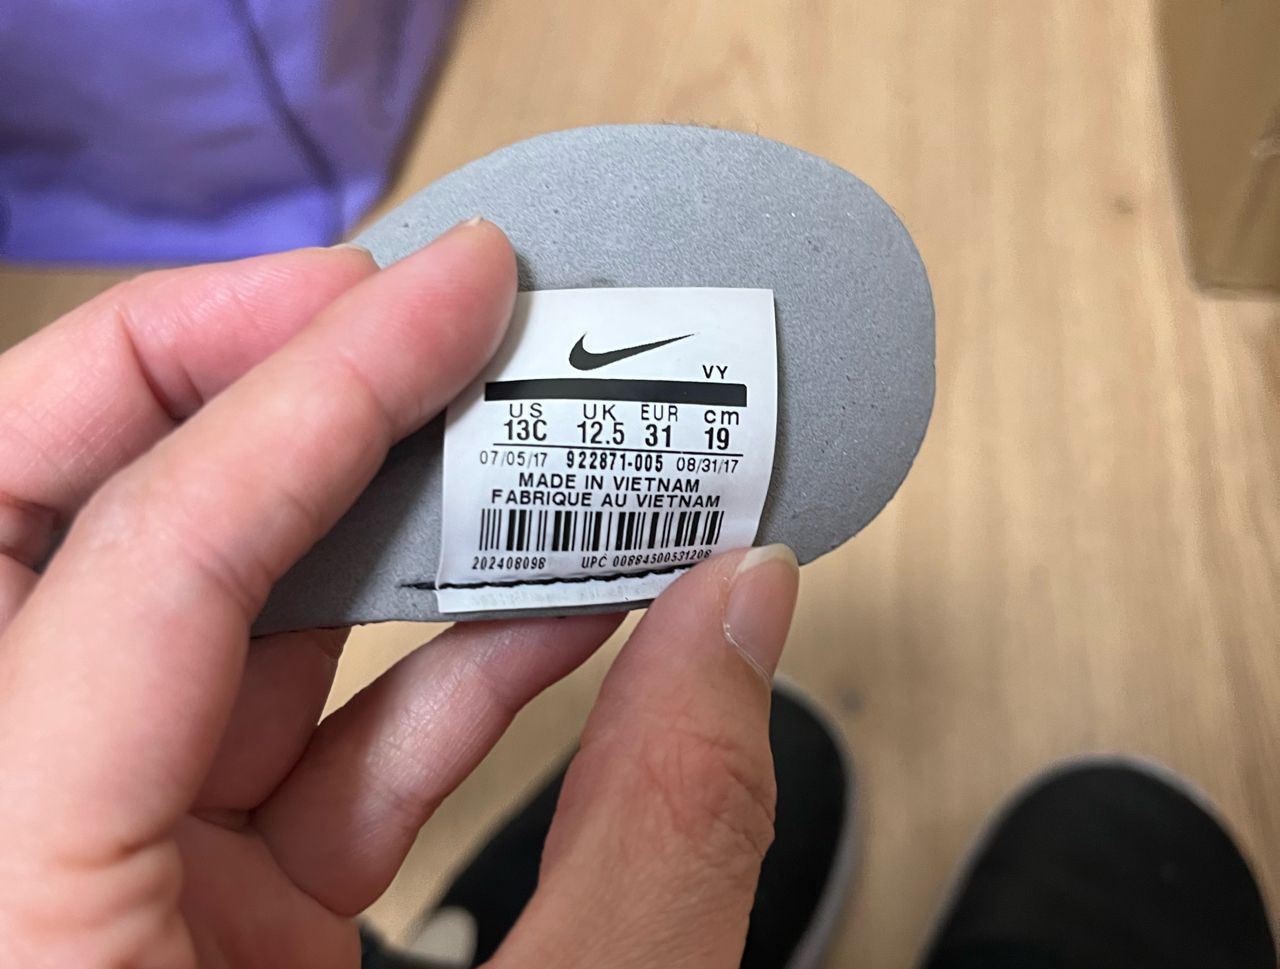 VY
US UK EUR cm
13C 12.5 31 19
07/05/17 922871-005 08/31/17
MADE IN VIETNAM
FABRIQUE AU VIETNAM
202408098 UPC 00884500531208